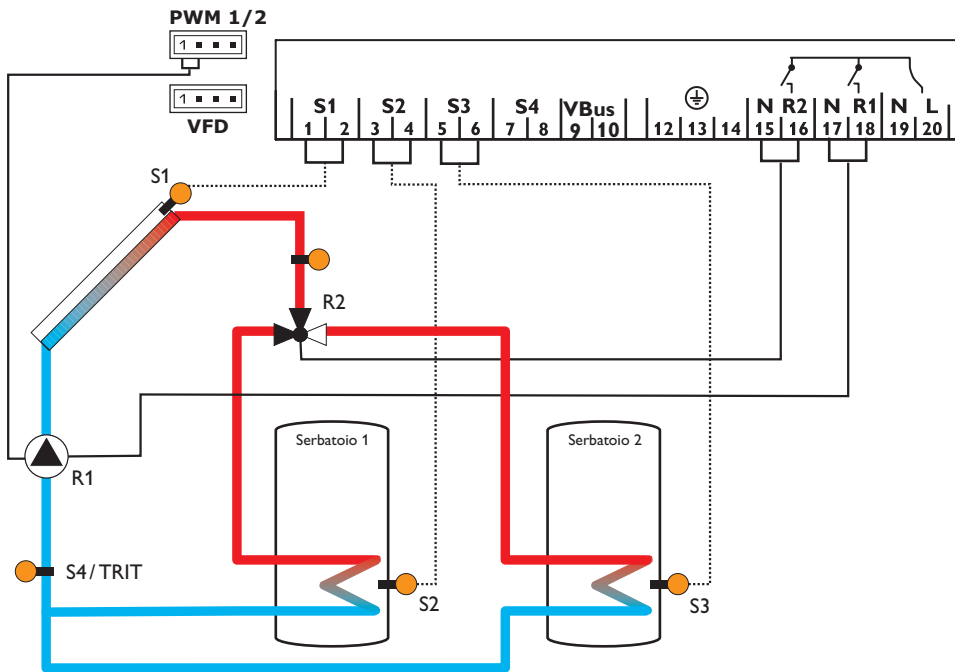 PWM 1/2
1
1
VFD
S1 S2 S3 S4 VBus N R2 N R1 N L
1 2 3 4 5 6 7 8 9 10 12 13 14 15 16 17 18 19 20
S1
R2
Serbatoio 1
Serbatoio 2
R1
S4/TRIT
S2
S3